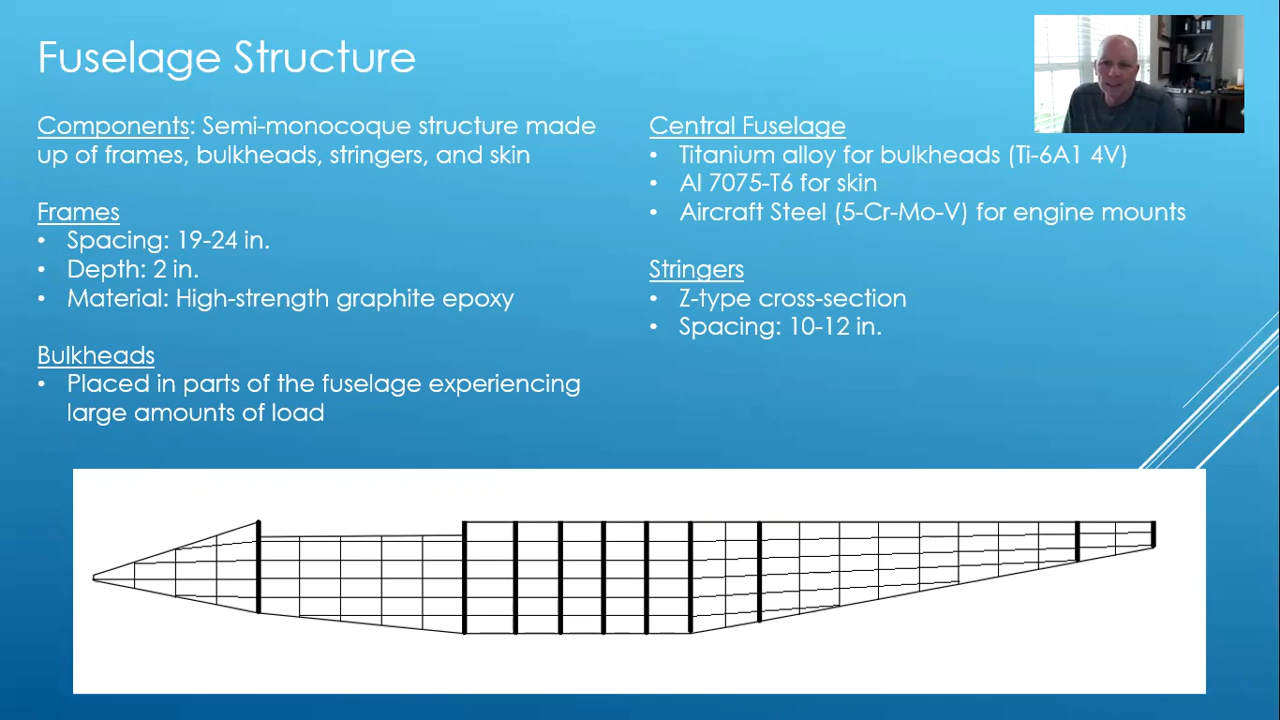 Fuselage Structure
Components: Semi-monocoque structure made
up of frames, bulkheads, stringers, and skin
Frames
• Spacing: 19-24 in.
• Depth: 2 in.
• Material: High-strength graphite epoxy
Bulkheads
• Placed in parts of the fuselage experiencing
large amounts of load
Central Fuselage
• Titanium alloy for bulkheads (Ti-6A1 4V)
• Al 7075-T6 for skin
• Aircraft Steel (5-Cr-Mo-V) for engine mounts
Stringers
• Z-type cross-section
• Spacing: 10-12 in.